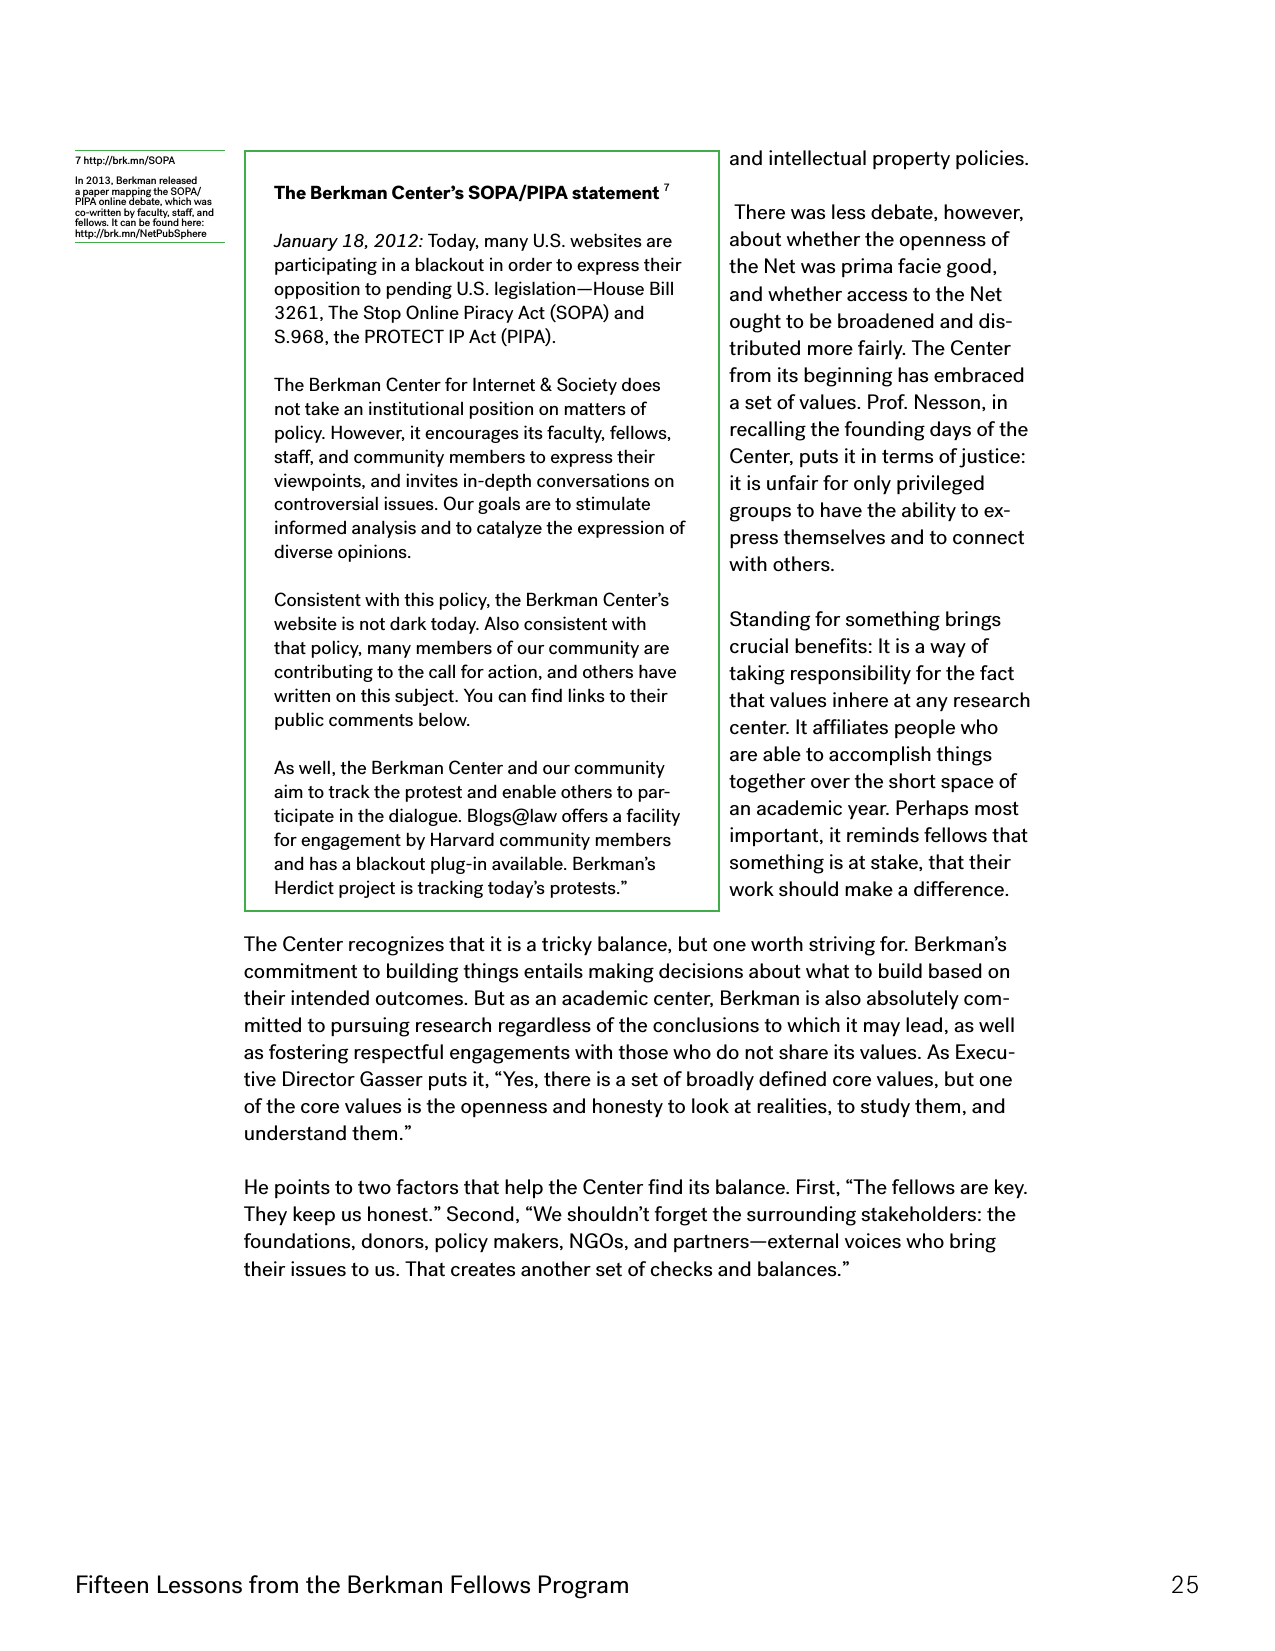 7 http://brk.mn/SOPA
In 2013, Berkman released
a paper mapping the SOPA/
PIPA online debate, which was
co-written by faculty, staff, and
fellows. It can be found here:
http://brk.mn/NetPubSphere
The Berkman Center’s SOPA/PIPA statement 7
January 18, 2012: Today, many U.S. websites are
participating in a blackout in order to express their
opposition to pending U.S. legislation—House Bill
3261, The Stop Online Piracy Act (SOPA) and
S.968, the PROTECT IP Act (PIPA).
The Berkman Center for Internet & Society does
not take an institutional position on matters of
policy. However, it encourages its faculty, fellows,
staff, and community members to express their
viewpoints, and invites in-depth conversations on
controversial issues. Our goals are to stimulate
informed analysis and to catalyze the expression of
diverse opinions.
Consistent with this policy, the Berkman Center’s
website is not dark today. Also consistent with
that policy, many members of our community are
contributing to the call for action, and others have
written on this subject. You can find links to their
public comments below.
As well, the Berkman Center and our community
aim to track the protest and enable others to par-
ticipate in the dialogue. Blogs@law offers a facility
for engagement by Harvard community members
and has a blackout plug-in available. Berkman’s
Herdict project is tracking today’s protests.”
and intellectual property policies.
There was less debate, however,
about whether the openness of
the Net was prima facie good,
and whether access to the Net
ought to be broadened and dis-
tributed more fairly. The Center
from its beginning has embraced
a set of values. Prof. Nesson, in
recalling the founding days of the
Center, puts it in terms of justice:
it is unfair for only privileged
groups to have the ability to ex-
press themselves and to connect
with others.
Standing for something brings
crucial benefits: It is a way of
taking responsibility for the fact
that values inhere at any research
center. It affiliates people who
are able to accomplish things
together over the short space of
an academic year. Perhaps most
important, it reminds fellows that
something is at stake, that their
work should make a difference.
The Center recognizes that it is a tricky balance, but one worth striving for. Berkman’s
commitment to building things entails making decisions about what to build based on
their intended outcomes. But as an academic center, Berkman is also absolutely com-
mitted to pursuing research regardless of the conclusions to which it may lead, as well
as fostering respectful engagements with those who do not share its values. As Execu-
tive Director Gasser puts it, “Yes, there is a set of broadly defined core values, but one
of the core values is the openness and honesty to look at realities, to study them, and
understand them.”
He points to two factors that help the Center find its balance. First, “The fellows are key.
They keep us honest.” Second, “We shouldn’t forget the surrounding stakeholders: the
foundations, donors, policy makers, NGOs, and partners—external voices who bring
their issues to us. That creates another set of checks and balances.”
Fifteen Lessons from the Berkman Fellows Program
25